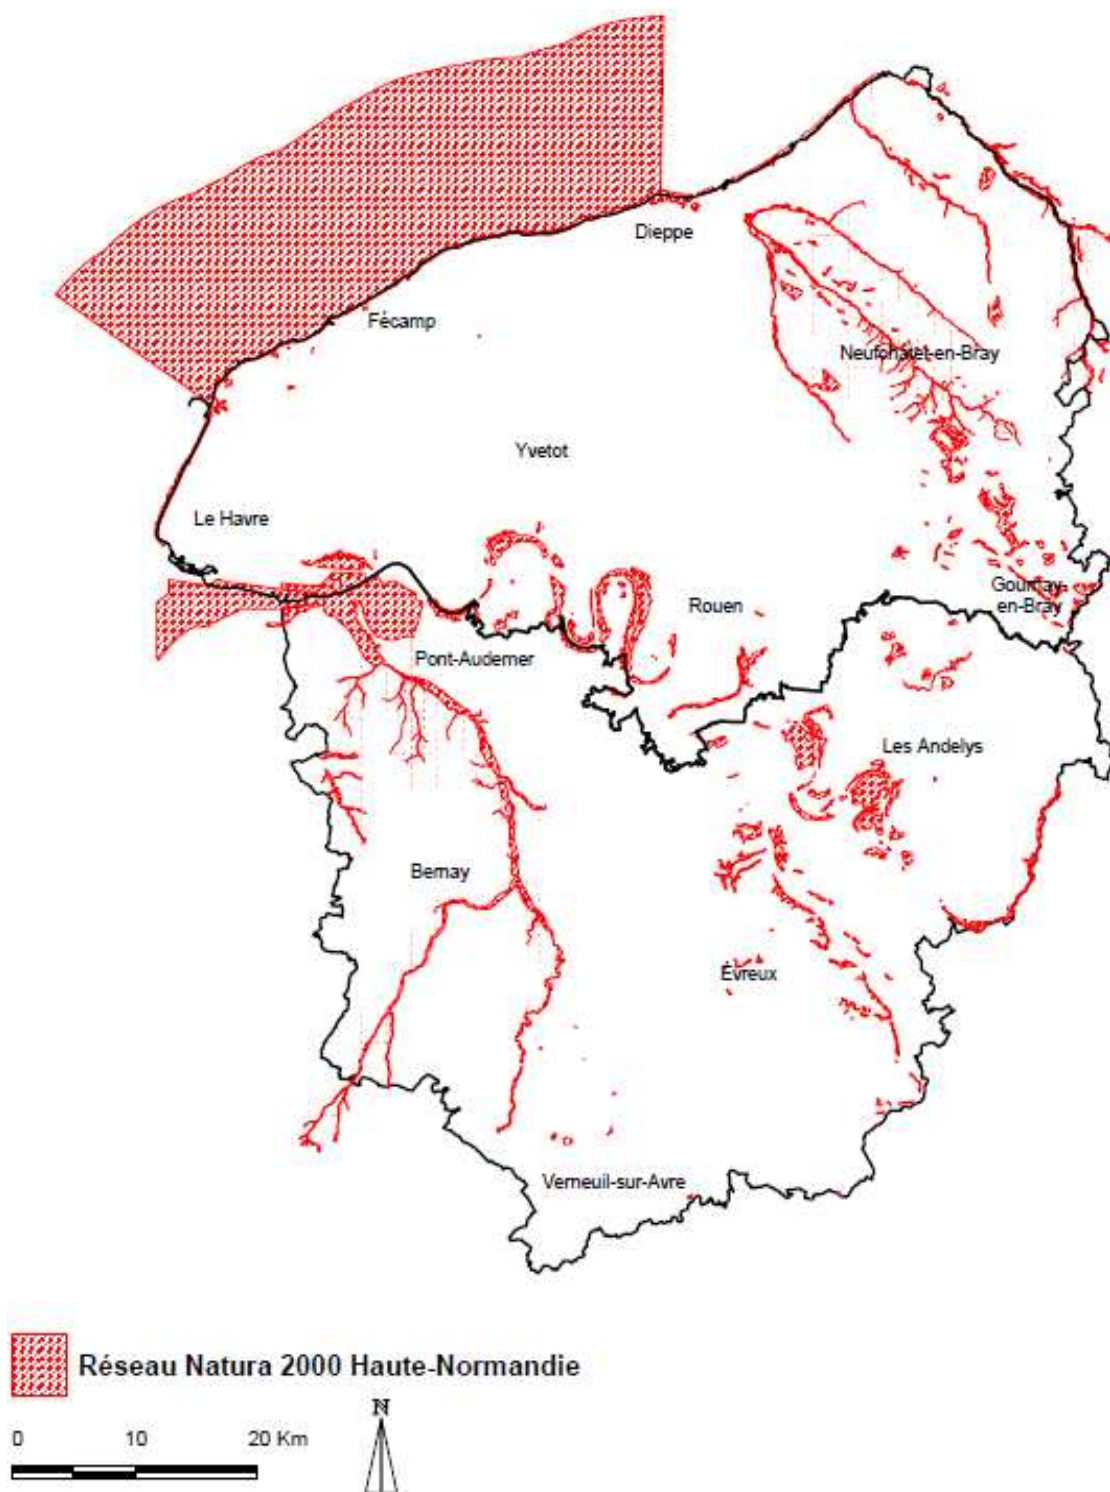 Dieppe
Fécamp
Neufchatel-en-Bray
Yvetot
Le Havre
Rouen
Gournay-
en-Bray
Pont-Audemer
Les Andelys
Bernay
Évreux
Verneuil-sur-Avre
Réseau Natura 2000 Haute-Normandie
N
0 10 20 Km